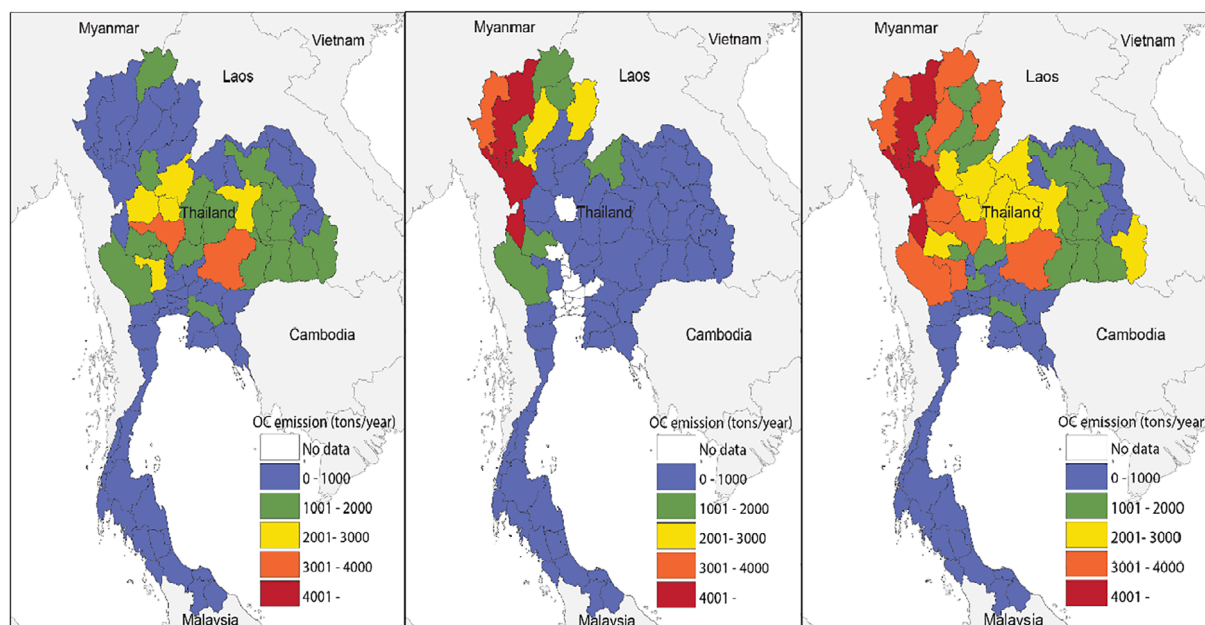 Myanmar
Vietnam
Laos
Thailand
Cambodia
OC emission (tons/year)
No data
0 - 1000
1001 - 2000
2001- 3000
3001 - 4000
4001 -
Malaysia
Myanmar
Vietnam
Laos
Thailand
Cambodia
OC emission (tons/year)
No data
0 - 1000
1001 - 2000
2001- 3000
3001 - 4000
4001 -
Malaysia
Myanmar
Vietnam
Laos
Thailand
Cambodia
OC emission (tons/year)
No data
0 - 1000
1001 - 2000
2001- 3000
3001 - 4000
4001 -
Malaysia